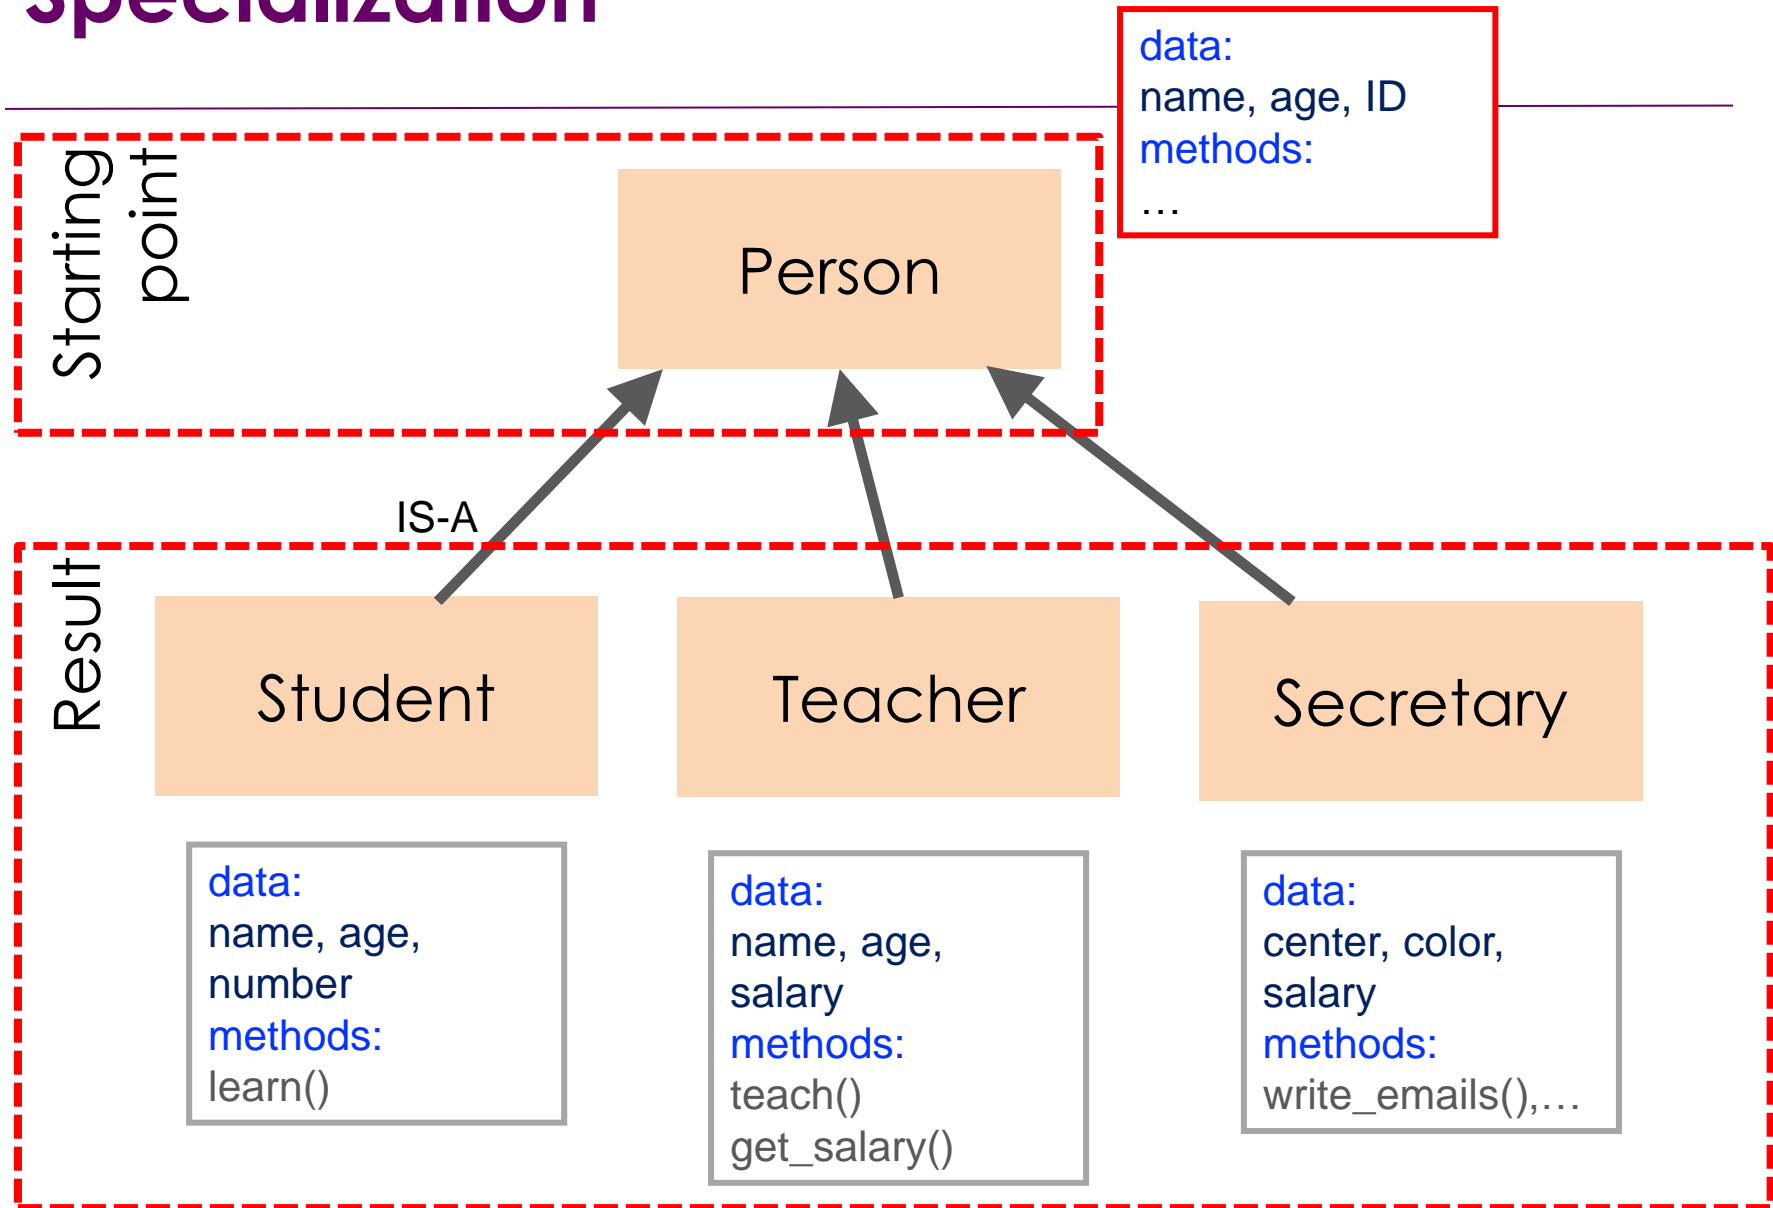 Specialization
data:
name, age, ID
methods:
…
Starting
point
Person
IS-A
Result
Student
Teacher
Secretary
data:
name, age,
number
methods:
learn()
data:
name, age,
salary
methods:
teach()
get_salary()
data:
center, color,
salary
methods:
write_emails(),…